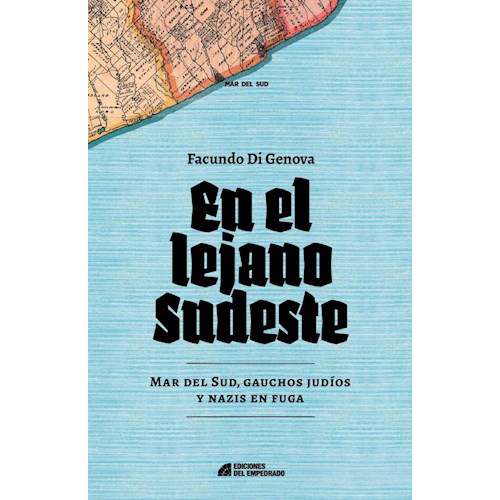 MAR DEL SUD
Facundo Di Genova
En el
lejano
Sudeste
MAR DEL SUD, GAUCHOS JUDÍOS
Y NAZIS EN FUGA
EDICIONES
DEL EMPEDRADO